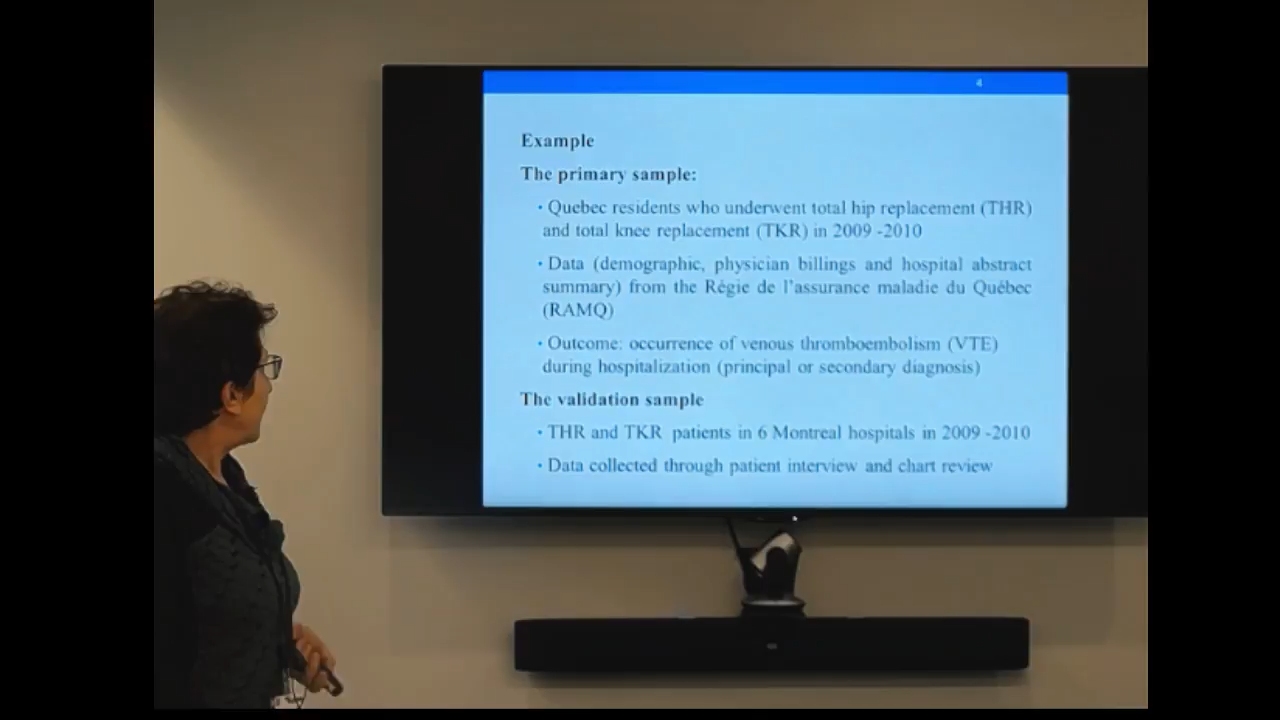 4
Example
The primary sample:
• Quebec residents who underwent total hip replacement (THR)
and total knee replacement (TKR) in 2009 -2010
• Data (demographic, physician billings and hospital abstract
summary) from the Régie de l'assurance maladie du Québec
(RAMQ)
• Outcome: occurrence of venous thromboembolism (VTE)
during hospitalization (principal or secondary diagnosis)
The validation sample
• THR and TKR patients in 6 Montreal hospitals in 2009 -2010
• Data collected through patient interview and chart review